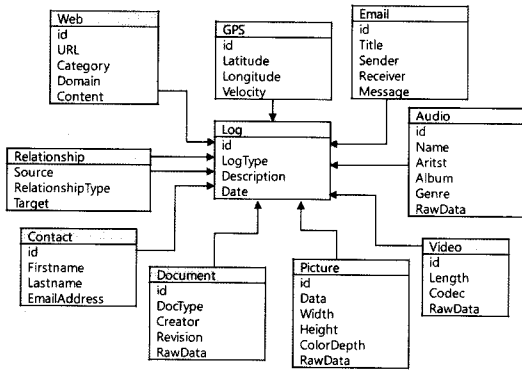 Web
id
URL
Category
Domain
Content
GPS
id
Latitude
Longitude
Velocity
Email
id
Title
Sender
Receiver
Message
Log
id
LogType
Description
Date
Audio
id
Name
Aritst
Album
Genre
RawData
Relationship
Source
RelationshipType
Target
Contact
id
Firstname
Lastname
EmailAddress
Document
id
DocType
Creator
Revision
RawData
Picture
id
Data
Width
Height
ColorDepth
RawData
Video
id
Length
Codec
RawData